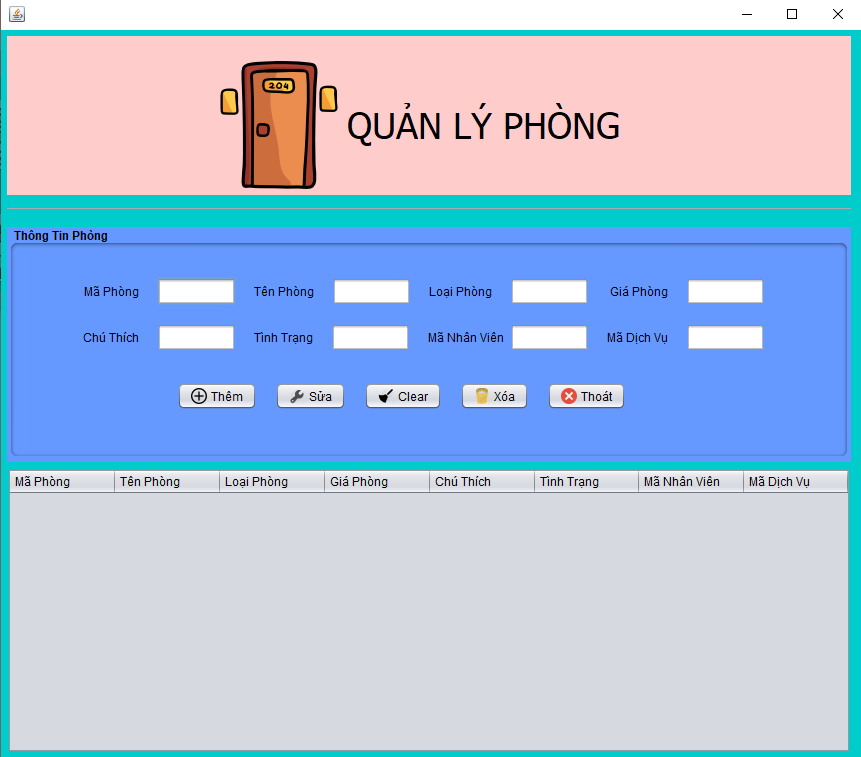 204
QUẢN LÝ PHÒNG
Thông Tin Phòng
Mã Phòng Tên Phòng Loại Phòng Giá Phòng
Chú Thích Tình Trạng Mã Nhân Viên Mã Dịch Vụ
Thêm Sửa Clear Xóa Thoát
Mã Phòng Tên Phòng Loại Phòng Giá Phòng Chú Thích Tình Trạng Mã Nhân Viên Mã Dịch Vụ